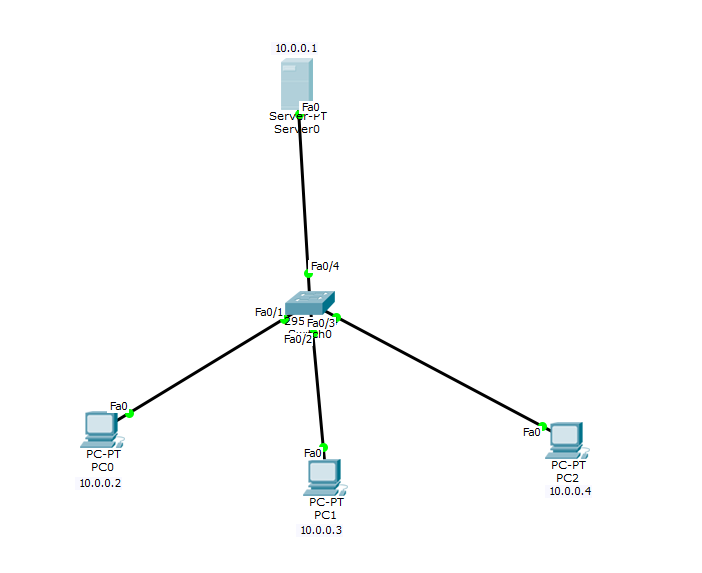 10.0.0.1
Fa0
Server-PT
Server0
Fa0/4
Fa0/1
Fa0/3
Fa0/2
Fa0
PC-PT
PC0
10.0.0.2
Fa0
PC-PT
PC1
10.0.0.3
Fa0
PC-PT
PC2
10.0.0.4